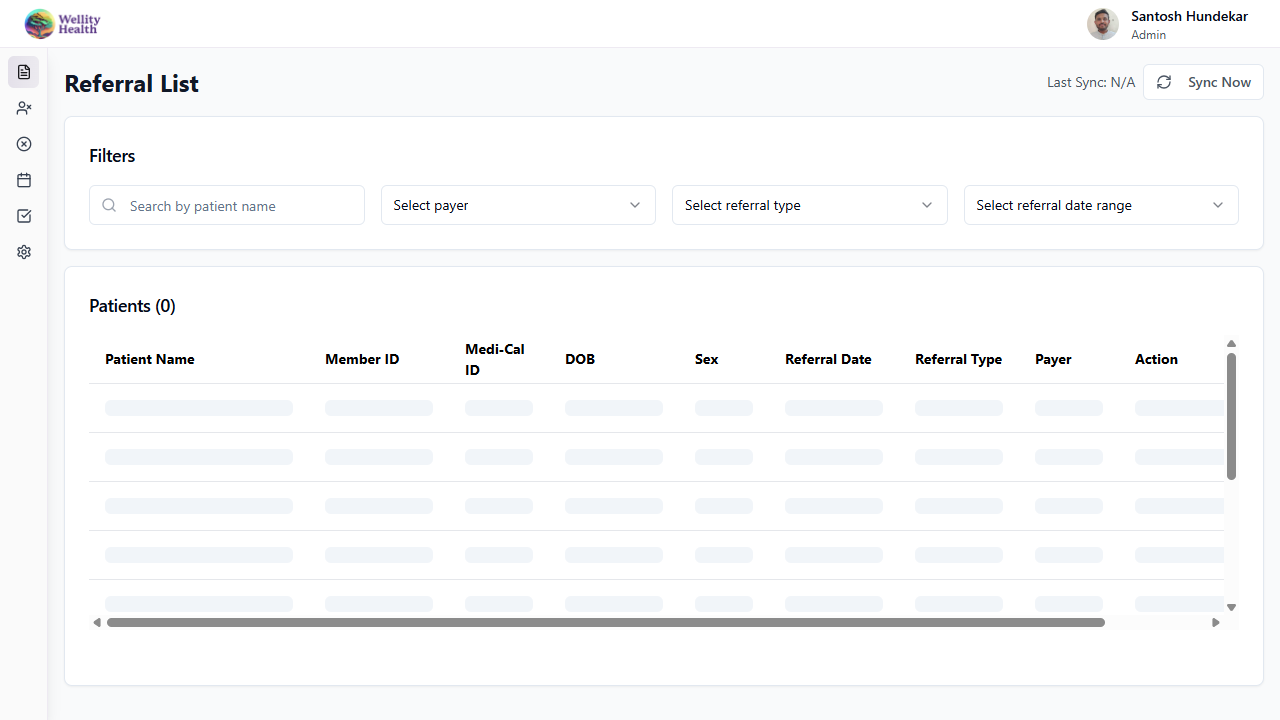 Wellity
Health
Santosh Hundekar
Admin
Referral List
Last Sync: N/A
Sync Now
Filters
Search by patient name
Select payer
Select referral type
Select referral date range
Patients (0)
Patient Name
Member ID
Medi-Cal
ID
DOB
Sex
Referral Date
Referral Type
Payer
Action